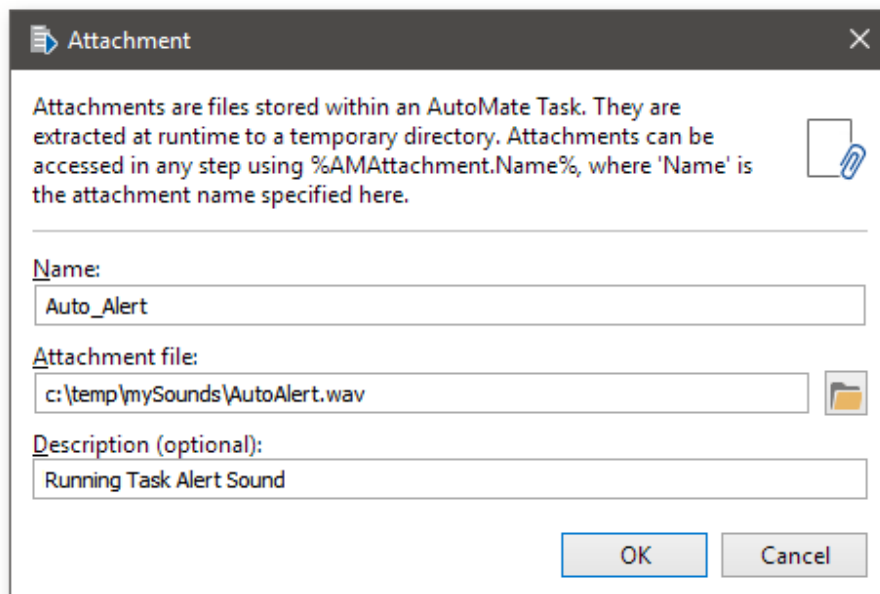 Attachment
Attachments are files stored within an AutoMate Task. They are
extracted at runtime to a temporary directory. Attachments can be
accessed in any step using %AMAttachment.Name%, where 'Name' is
the attachment name specified here.
Name:
Auto_Alert
Attachment file:
c:\temp\mySounds\AutoAlert.wav
Description (optional):
Running Task Alert Sound
OK Cancel